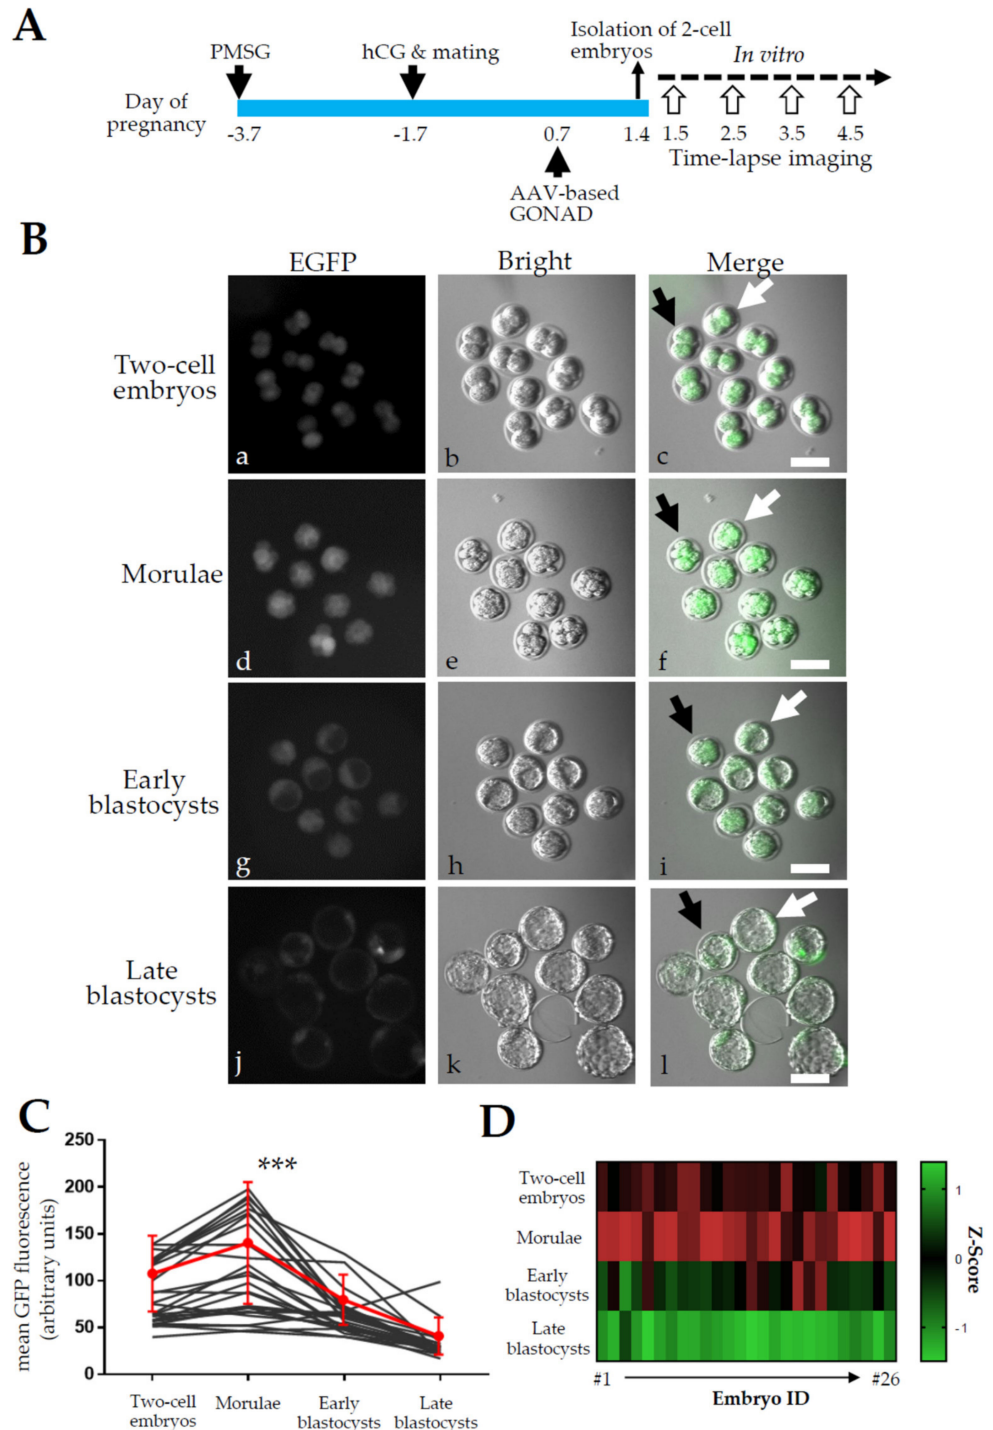 A
PMSG
hCG & mating
Isolation of 2-cell
embryos
In vitro
Day of
pregnancy
-3.7
-1.7
0.7
1.4
1.5
2.5
3.5
4.5
Time-lapse imaging
AAV-based
GONAD
B
EGFP
Bright
Merge
Two-cell
embryos
a
b
c
Morulae
d
e
f
Early
blastocysts
g
h
i
Late
blastocysts
j
k
l
C
mean GFP fluorescence
(arbitrary units)
250
200
150
100
50
0
***
Two-cell
embryos
Morulae
Early
blastocysts
Late
blastocysts
D
Two-cell
embryos
Morulae
Early
blastocysts
Late
blastocysts
1
0
-1
Z-Score
#1
#26
Embryo ID